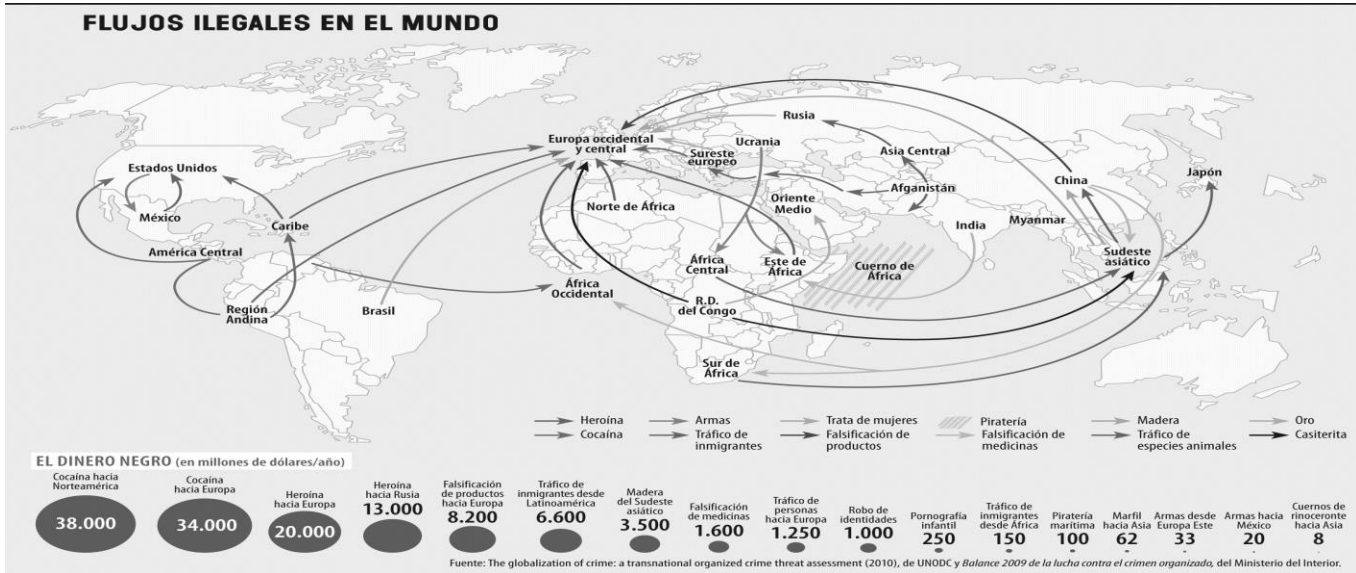 FLUJOS ILEGALES EN EL MUNDO
Europa occidental
y central
Rusia
Ucrania
Sureste
europeo
Asia Central
Estados Unidos
China
Japón
Afganistán
Oriente
Medio
México
Norte de África
Caribe
India
Myanmar
América Central
África
Central
Este de
África
Cuerno de
África
Sudeste
asiático
África
Occidental
Región
Andina
Brasil
R.D.
del Congo
Sur de
África
Heroína
Armas
Trata de mujeres
Piratería
Madera
Oro
Cocaína
Tráfico de
inmigrantes
Falsificación de
productos
Falsificación de
medicinas
Tráfico de
especies animales
Casiterita
EL DINERO NEGRO (en millones de dólares/año)
Cocaína hacia
Norteamérica
38.000
Cocaína
hacia Europa
34.000
Heroína
hacia Europa
20.000
Heroína
hacia Rusia
13.000
Falsificación
de productos
hacia Europa
8.200
Tráfico de
inmigrantes desde
Latinoamérica
6.600
Madera
del Sudeste
asiático
3.500
Falsificación
de medicinas
1.600
Tráfico de
personas
hacia Europa
1.250
Robo de
identidades
1.000
Pornografía
infantil
250
Tráfico de
inmigrantes
desde África
150
Piratería
marítima
100
Marfil
hacia Asia
62
Armas desde
Europa Este
33
Armas hacia
México
20
Cuernos de
rinoceronte
hacia Asia
8
Fuente: The globalization of crime: a transnational organized crime threat assessment (2010), de UNODC y Balance 2009 de la lucha contra el crimen organizado, del Ministerio del Interior.